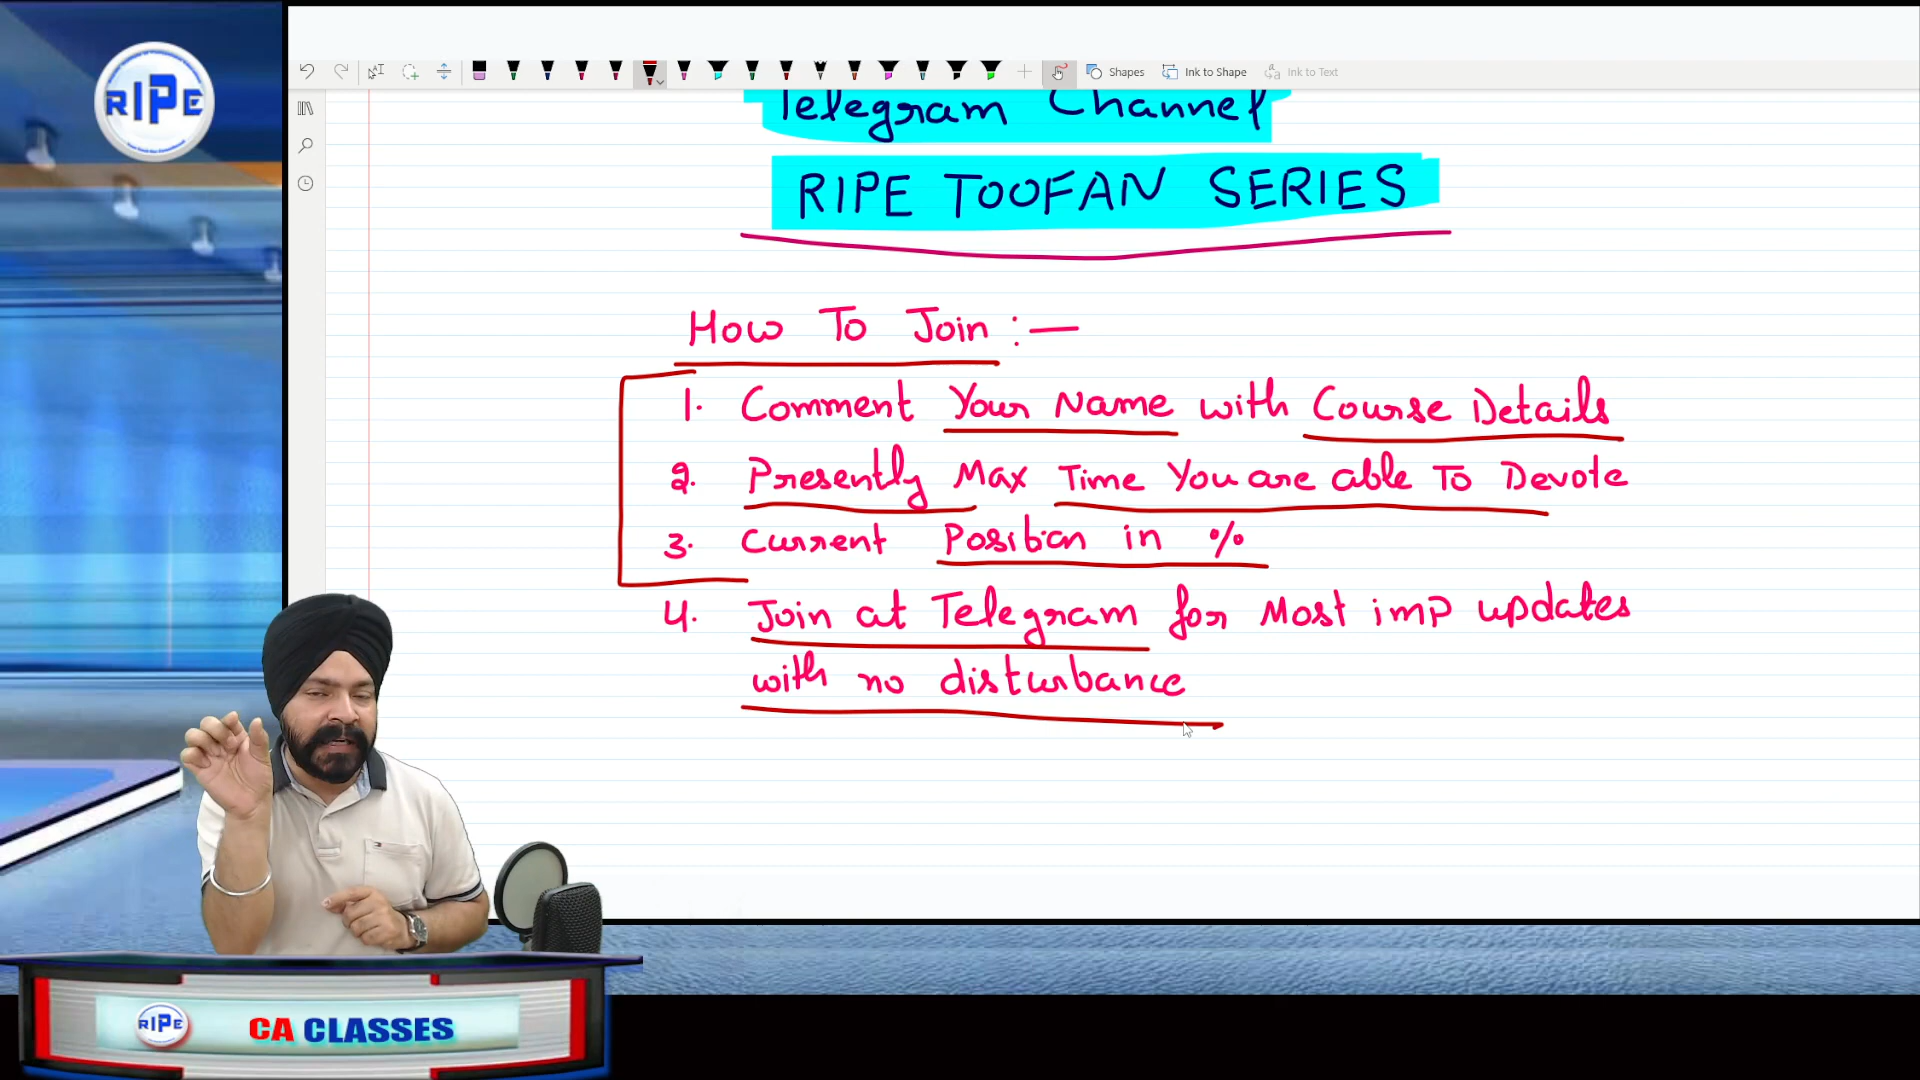 RIPE
Shapes
Ink to Shape
Ink to Text
Telegram Channel
RIPE TOOFAN SERIES
How To Join :—
1. Comment Your Name with Course Details
2. Presently Max Time You are able To Devote
3. Current Position in %
4. Join at Telegram for Most imp updates
with no disturbance
RIPE
CA CLASSES